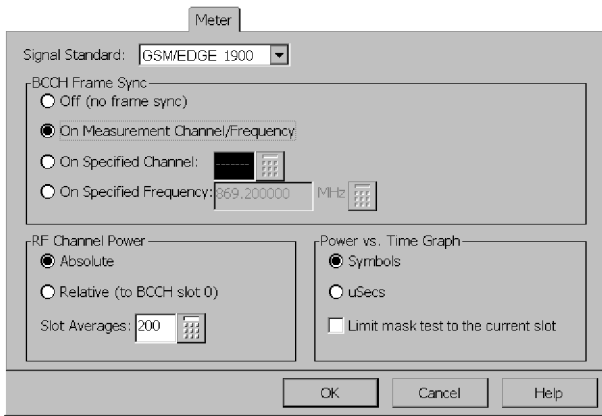 Meter
Signal Standard: GSM/EDGE 1900
BCCH Frame Sync
Off (no frame sync)
On Measurement Channel/Frequency
On Specified Channel: ------
On Specified Frequency: 869.200000 MHz
RF Channel Power
Absolute
Relative (to BCCH slot 0)
Slot Averages: 200
Power vs. Time Graph
Symbols
uSecs
Limit mask test to the current slot
OK Cancel Help